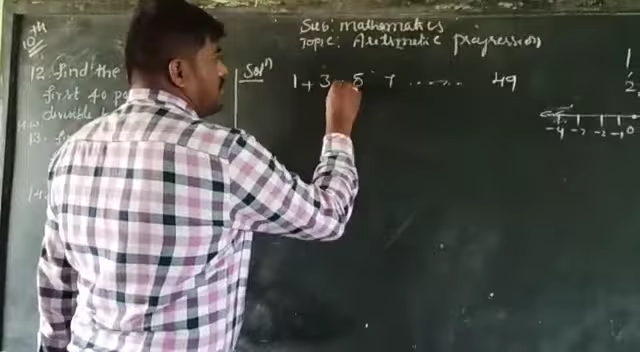 10th
Sub: mathematics
Topic: Arithmetic progression
12. find the
first 40 po
divisible b
H.W
13. f
14.
Soln
1 + 3 5 7 ........ 49
1
2.
-4 -3 -2 -1 0